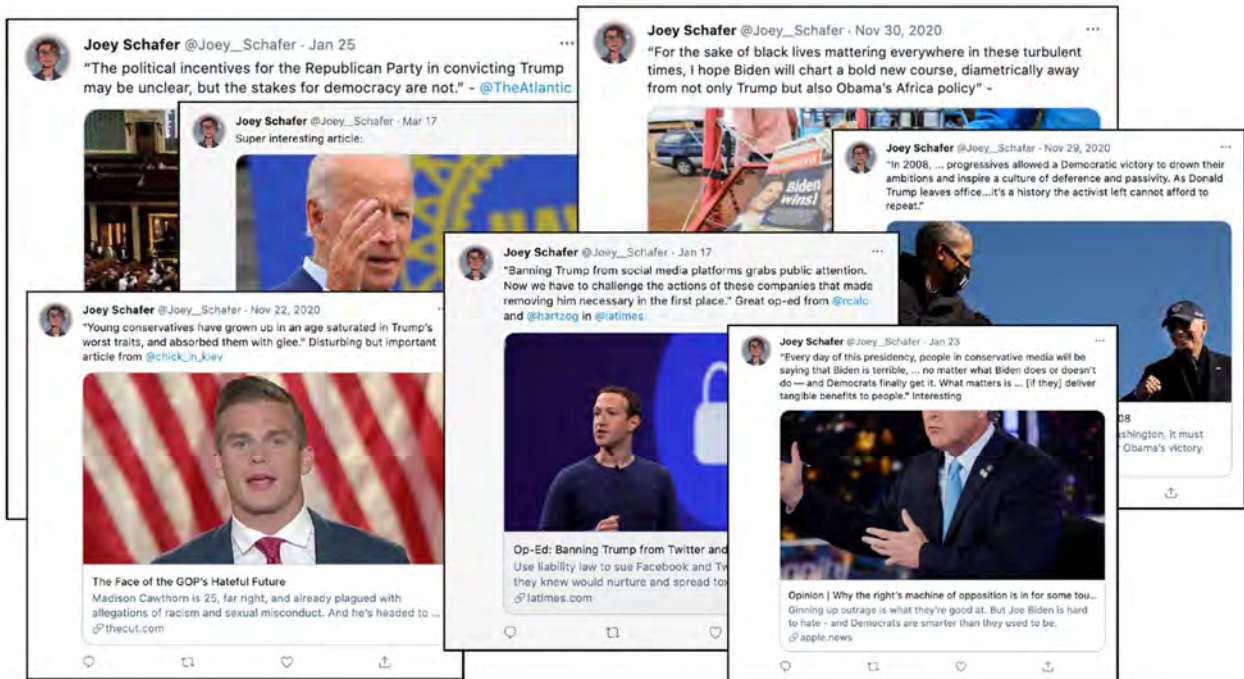 Joey Schafer @Joey__Schafer · Jan 25
“The political incentives for the Republican Party in convicting Trump
may be unclear, but the stakes for democracy are not.” - @TheAtlantic
Joey Schafer @Joey__Schafer · Mar 17
Super interesting article:
Joey Schafer @Joey__Schafer · Nov 30, 2020
“For the sake of black lives mattering everywhere in these turbulent
times, I hope Biden will chart a bold new course, diametrically away
from not only Trump but also Obama's Africa policy” -
Biden
wins!
Joey Schafer @Joey__Schafer · Nov 29, 2020
"In 2008, ... progressives allowed a Democratic victory to drown their
ambitions and inspire a culture of deference and passivity. As Donald
Trump leaves office...it's a history the activist left cannot afford to
repeat."
08
ashington, it must
r Obama's victory
Joey Schafer @Joey__Schafer · Nov 22, 2020
"Young conservatives have grown up in an age saturated in Trump's
worst traits, and absorbed them with glee." Disturbing but important
article from @chick_in_kiev
The Face of the GOP's Hateful Future
Madison Cawthorn is 25, far right, and already plagued with
allegations of racism and sexual misconduct. And he's headed to ...
thecut.com
Joey Schafer @Joey__Schafer · Jan 17
"Banning Trump from social media platforms grabs public attention.
Now we have to challenge the actions of these companies that made
removing him necessary in the first place." Great op-ed from @rcalo
and @hartzog in @latimes
Op-Ed: Banning Trump from Twitter and
Use liability law to sue Facebook and Tw
they knew would nurture and spread tox
latimes.com
Joey Schafer @Joey__Schafer · Jan 23
"Every day of this presidency, people in conservative media will be
saying that Biden is terrible, ... no matter what Biden does or doesn't
do — and Democrats finally get it. What matters is ... [if they] deliver
tangible benefits to people." Interesting
Opinion | Why the right's machine of opposition is in for some tou...
Ginning up outrage is what they're good at. But Joe Biden is hard
to hate - and Democrats are smarter than they used to be.
apple.news